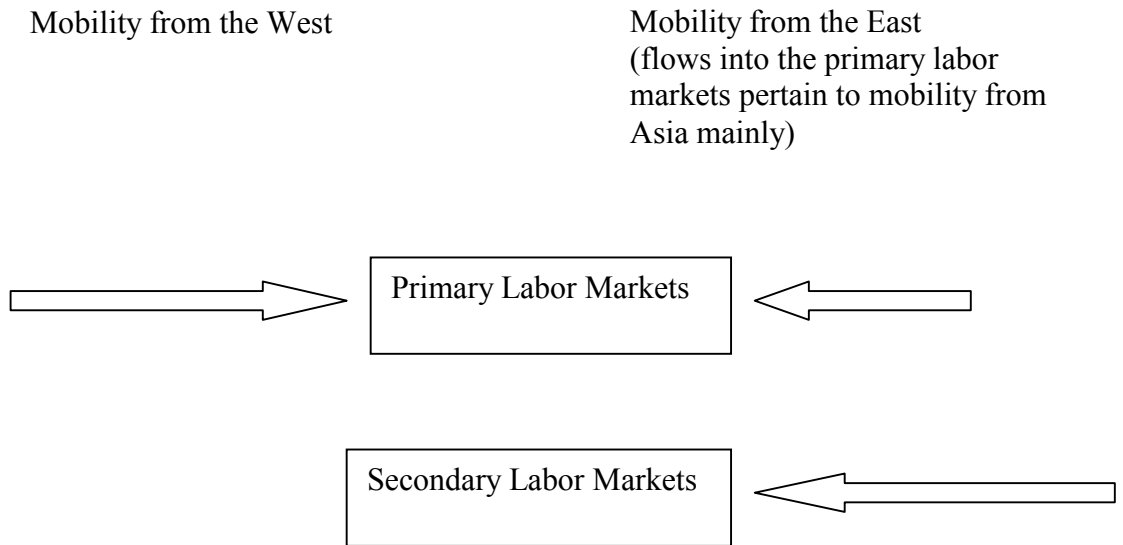 Mobility from the West
Mobility from the East
(flows into the primary labor
markets pertain to mobility from
Asia mainly)
Primary Labor Markets
Secondary Labor Markets